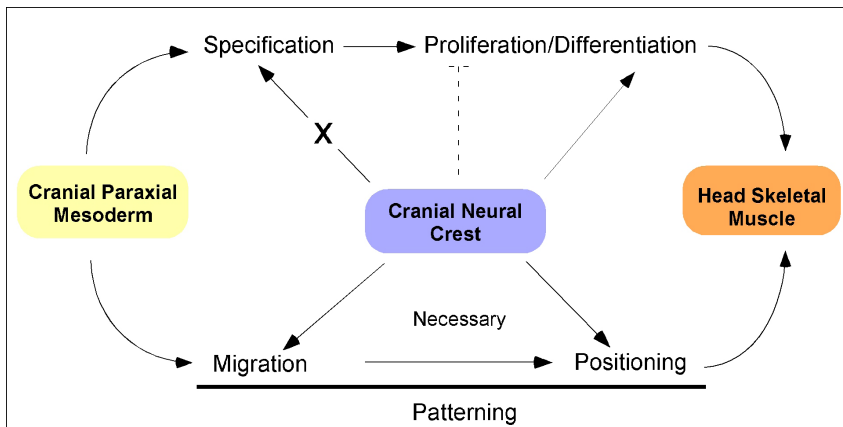 Specification
Proliferation/Differentiation
X
Cranial Paraxial
Mesoderm
Cranial Neural
Crest
Head Skeletal
Muscle
Necessary
Migration
Positioning
Patterning